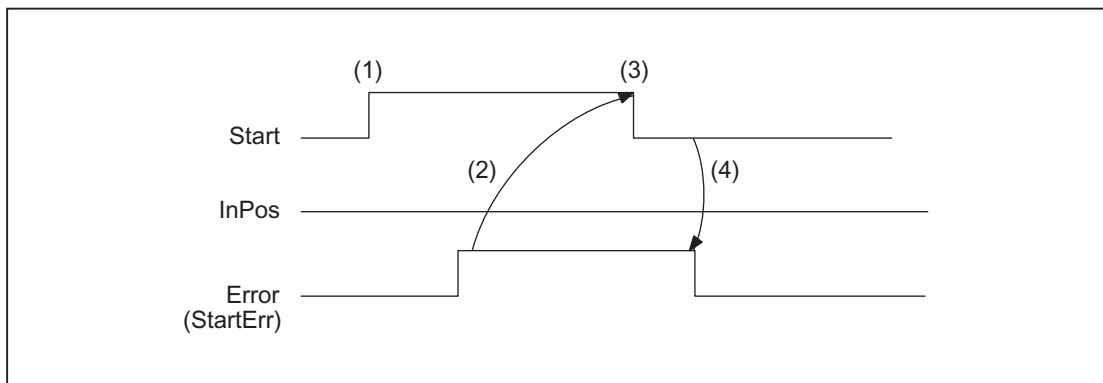 (1)
(3)
Start
(2)
(4)
InPos
Error
(StartErr)